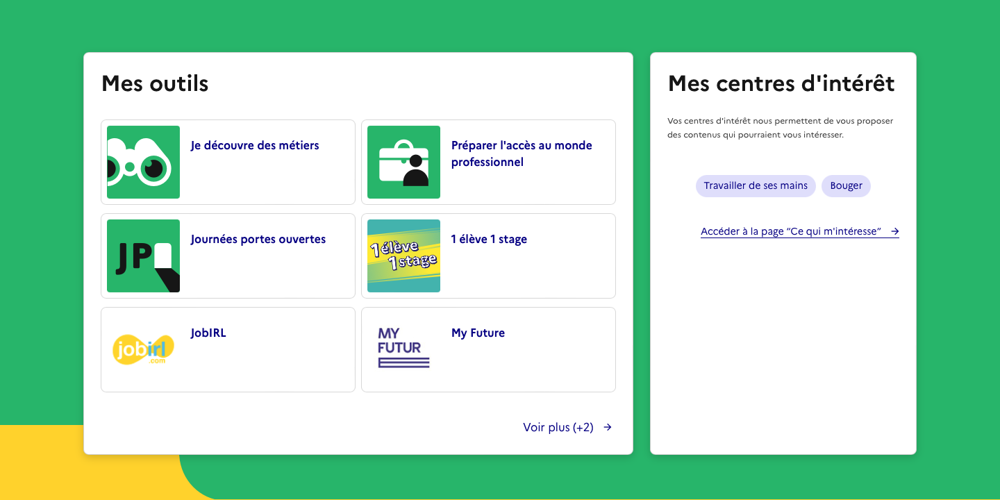 Mes outils
Je découvre des métiers
Préparer l'accès au monde
professionnel
JP
Journées portes ouvertes
1 élève
1 stage
1 élève 1 stage
jobirl
.com
JobIRL
MY
FUTUR
My Future
Voir plus (+2)
Mes centres d'intérêt
Vos centres d'intérêt nous permettent de vous proposer
des contenus qui pourraient vous intéresser.
Travailler de ses mains
Bouger
Accéder à la page “Ce qui m'intéresse”